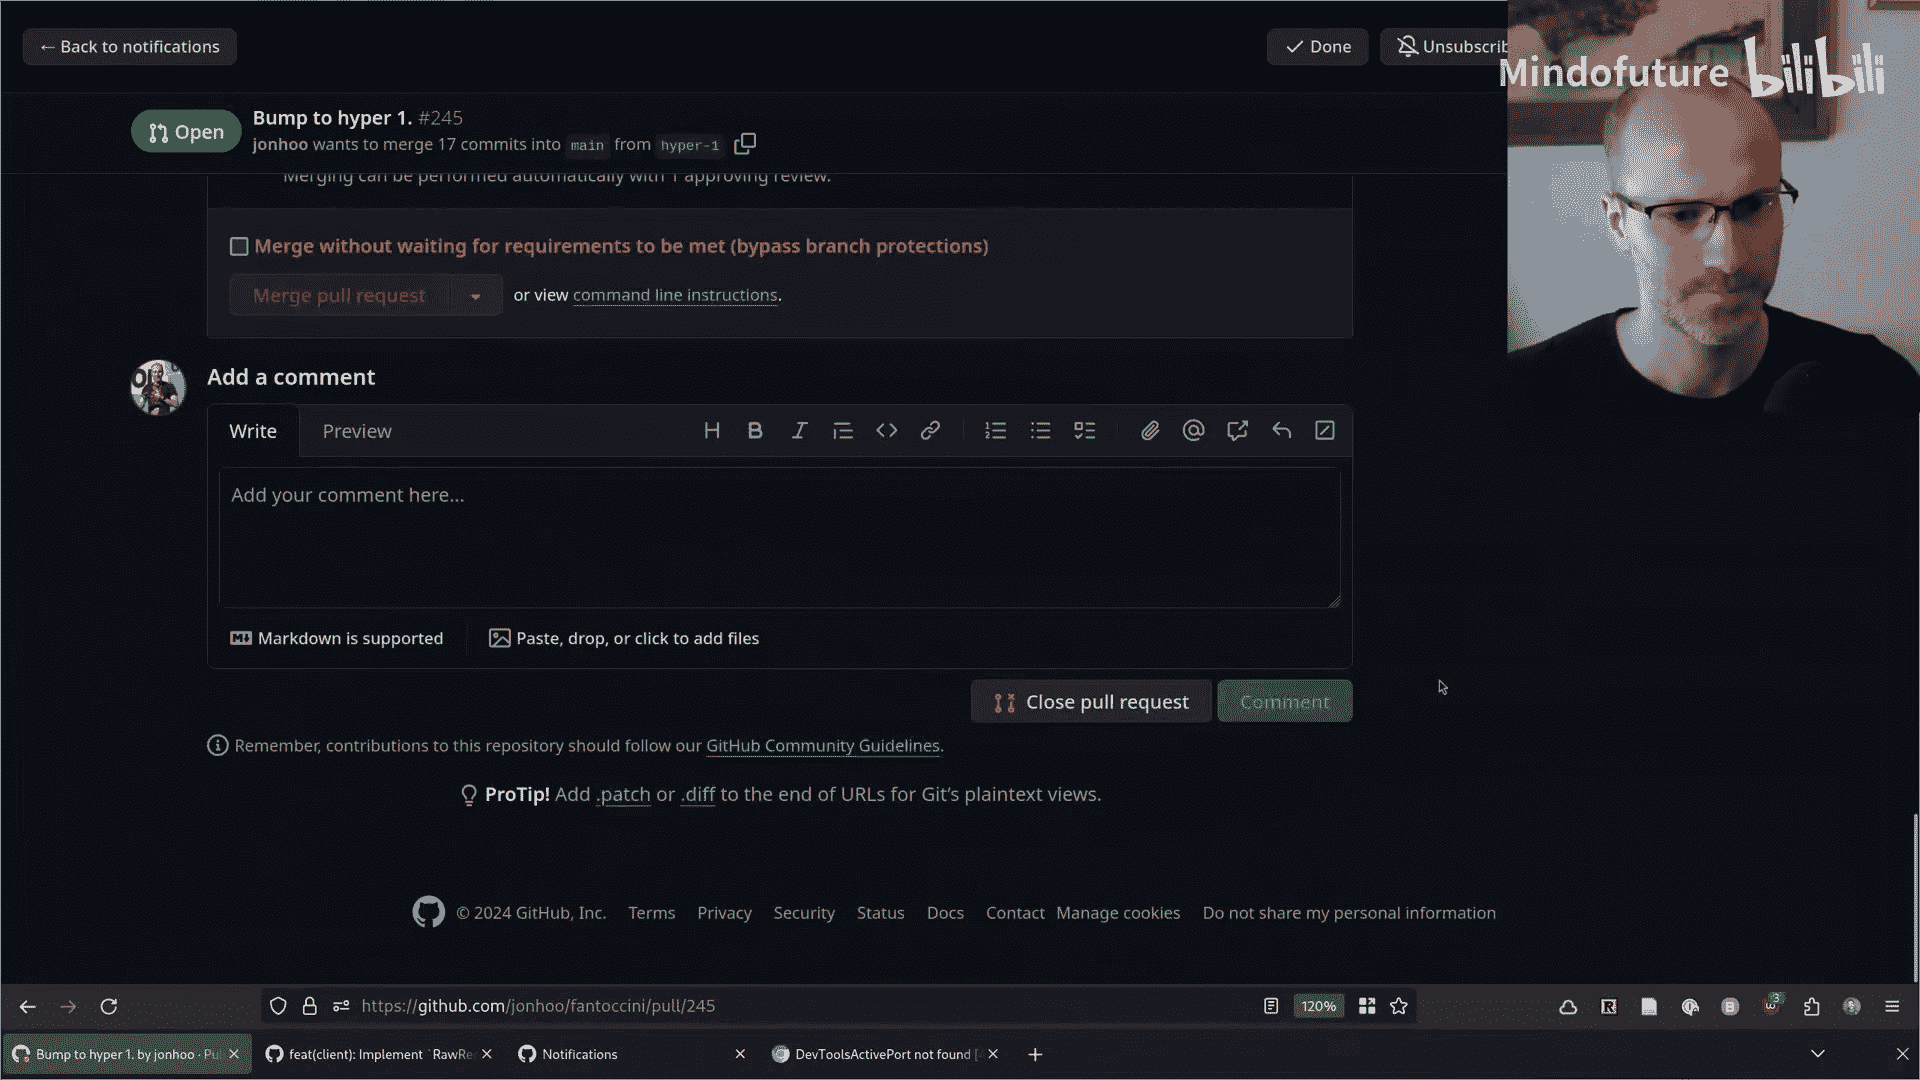 ← Back to notifications
Done
Unsubscrib
Mindofuture bilibili
Open
Bump to hyper 1. #245
jonhoo wants to merge 17 commits into main from hyper-1
Merging can be performed automatically with 1 approving review.
Merge without waiting for requirements to be met (bypass branch protections)
Merge pull request
or view command line instructions.
Add a comment
Write
Preview
Add your comment here...
Markdown is supported
Paste, drop, or click to add files
Close pull request
Comment
Remember, contributions to this repository should follow our GitHub Community Guidelines.
ProTip! Add .patch or .diff to the end of URLs for Git's plaintext views.
© 2024 GitHub, Inc.
Terms
Privacy
Security
Status
Docs
Contact
Manage cookies
Do not share my personal information
https://github.com/jonhoo/fantoccini/pull/245
120%
3
Bump to hyper 1. by jonhoo · Pu
feat(client): Implement `RawRe
Notifications
DevToolsActivePort not found [